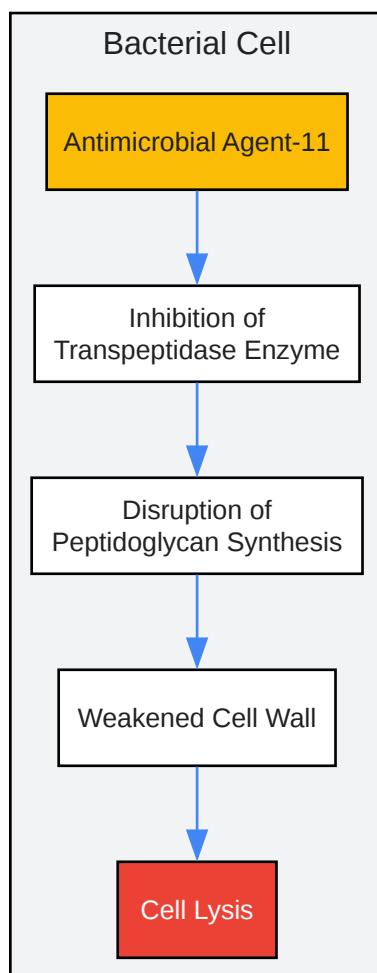 Bacterial Cell
Antimicrobial Agent-11
Inhibition of
Transpeptidase Enzyme
Disruption of
Peptidoglycan Synthesis
Weakened Cell Wall
Cell Lysis